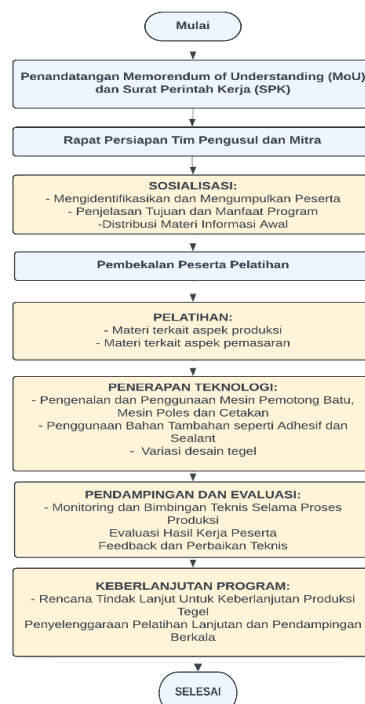 Mulai
Penandatangan Memorendum of Understanding (MoU)
dan Surat Perintah Kerja (SPK)
Rapat Persiapan Tim Pengusul dan Mitra
SOSIALISASI:
- Mengidentifikasikan dan Mengumpulkan Peserta
- Penjelasan Tujuan dan Manfaat Program
-Distribusi Materi Informasi Awal
Pembekalan Peserta Pelatihan
PELATIHAN:
- Materi terkait aspek produksi
- Materi terkait aspek pemasaran
PENERAPAN TEKNOLOGI:
- Pengenalan dan Penggunaan Mesin Pemotong Batu,
Mesin Poles dan Cetakan
- Penggunaan Bahan Tambahan seperti Adhesif dan
Sealant
- Variasi desain tegel
PENDAMPINGAN DAN EVALUASI:
- Monitoring dan Bimbingan Teknis Selama Proses
Produksi
Evaluasi Hasil Kerja Peserta
Feedback dan Perbaikan Teknis
KEBERLANJUTAN PROGRAM:
- Rencana Tindak Lanjut Untuk Keberlanjutan Produksi
Tegel
Penyelenggaraan Pelatihan Lanjutan dan Pendampingan
Berkala
SELESAI